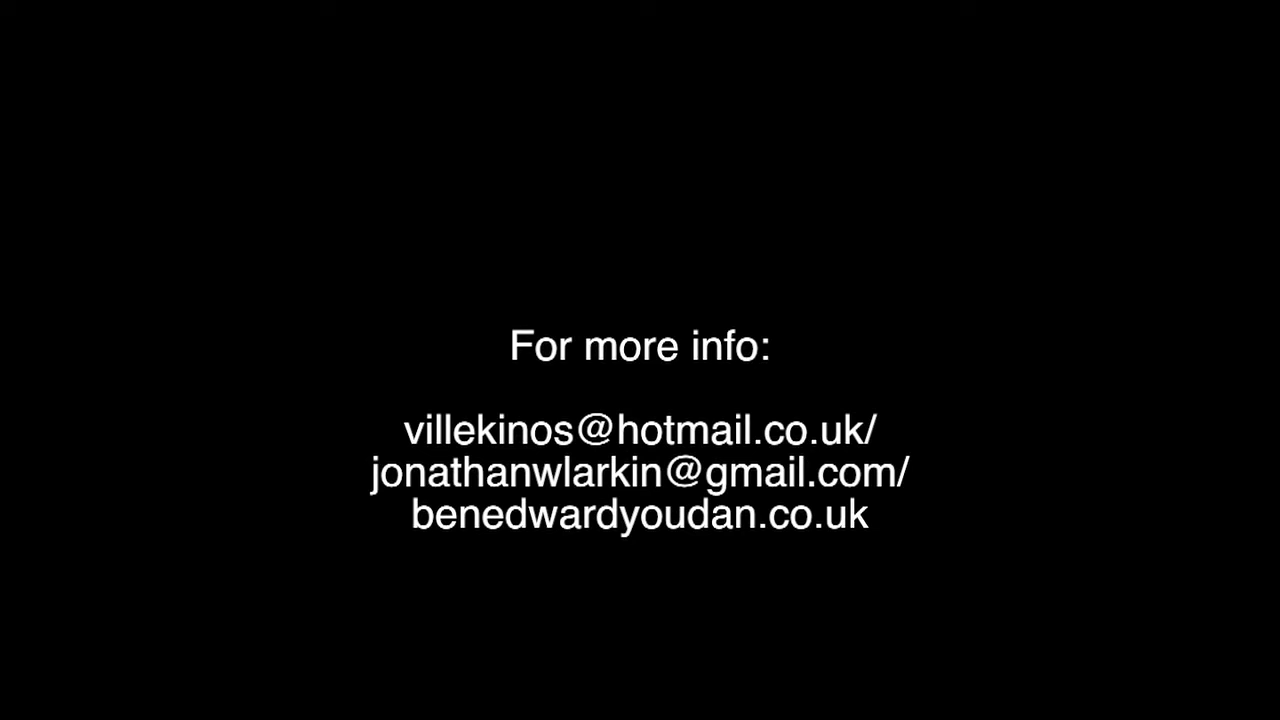 For more info:
villekinos@hotmail.co.uk/
jonathanwlarkin@gmail.com/
benedwardyoudan.co.uk